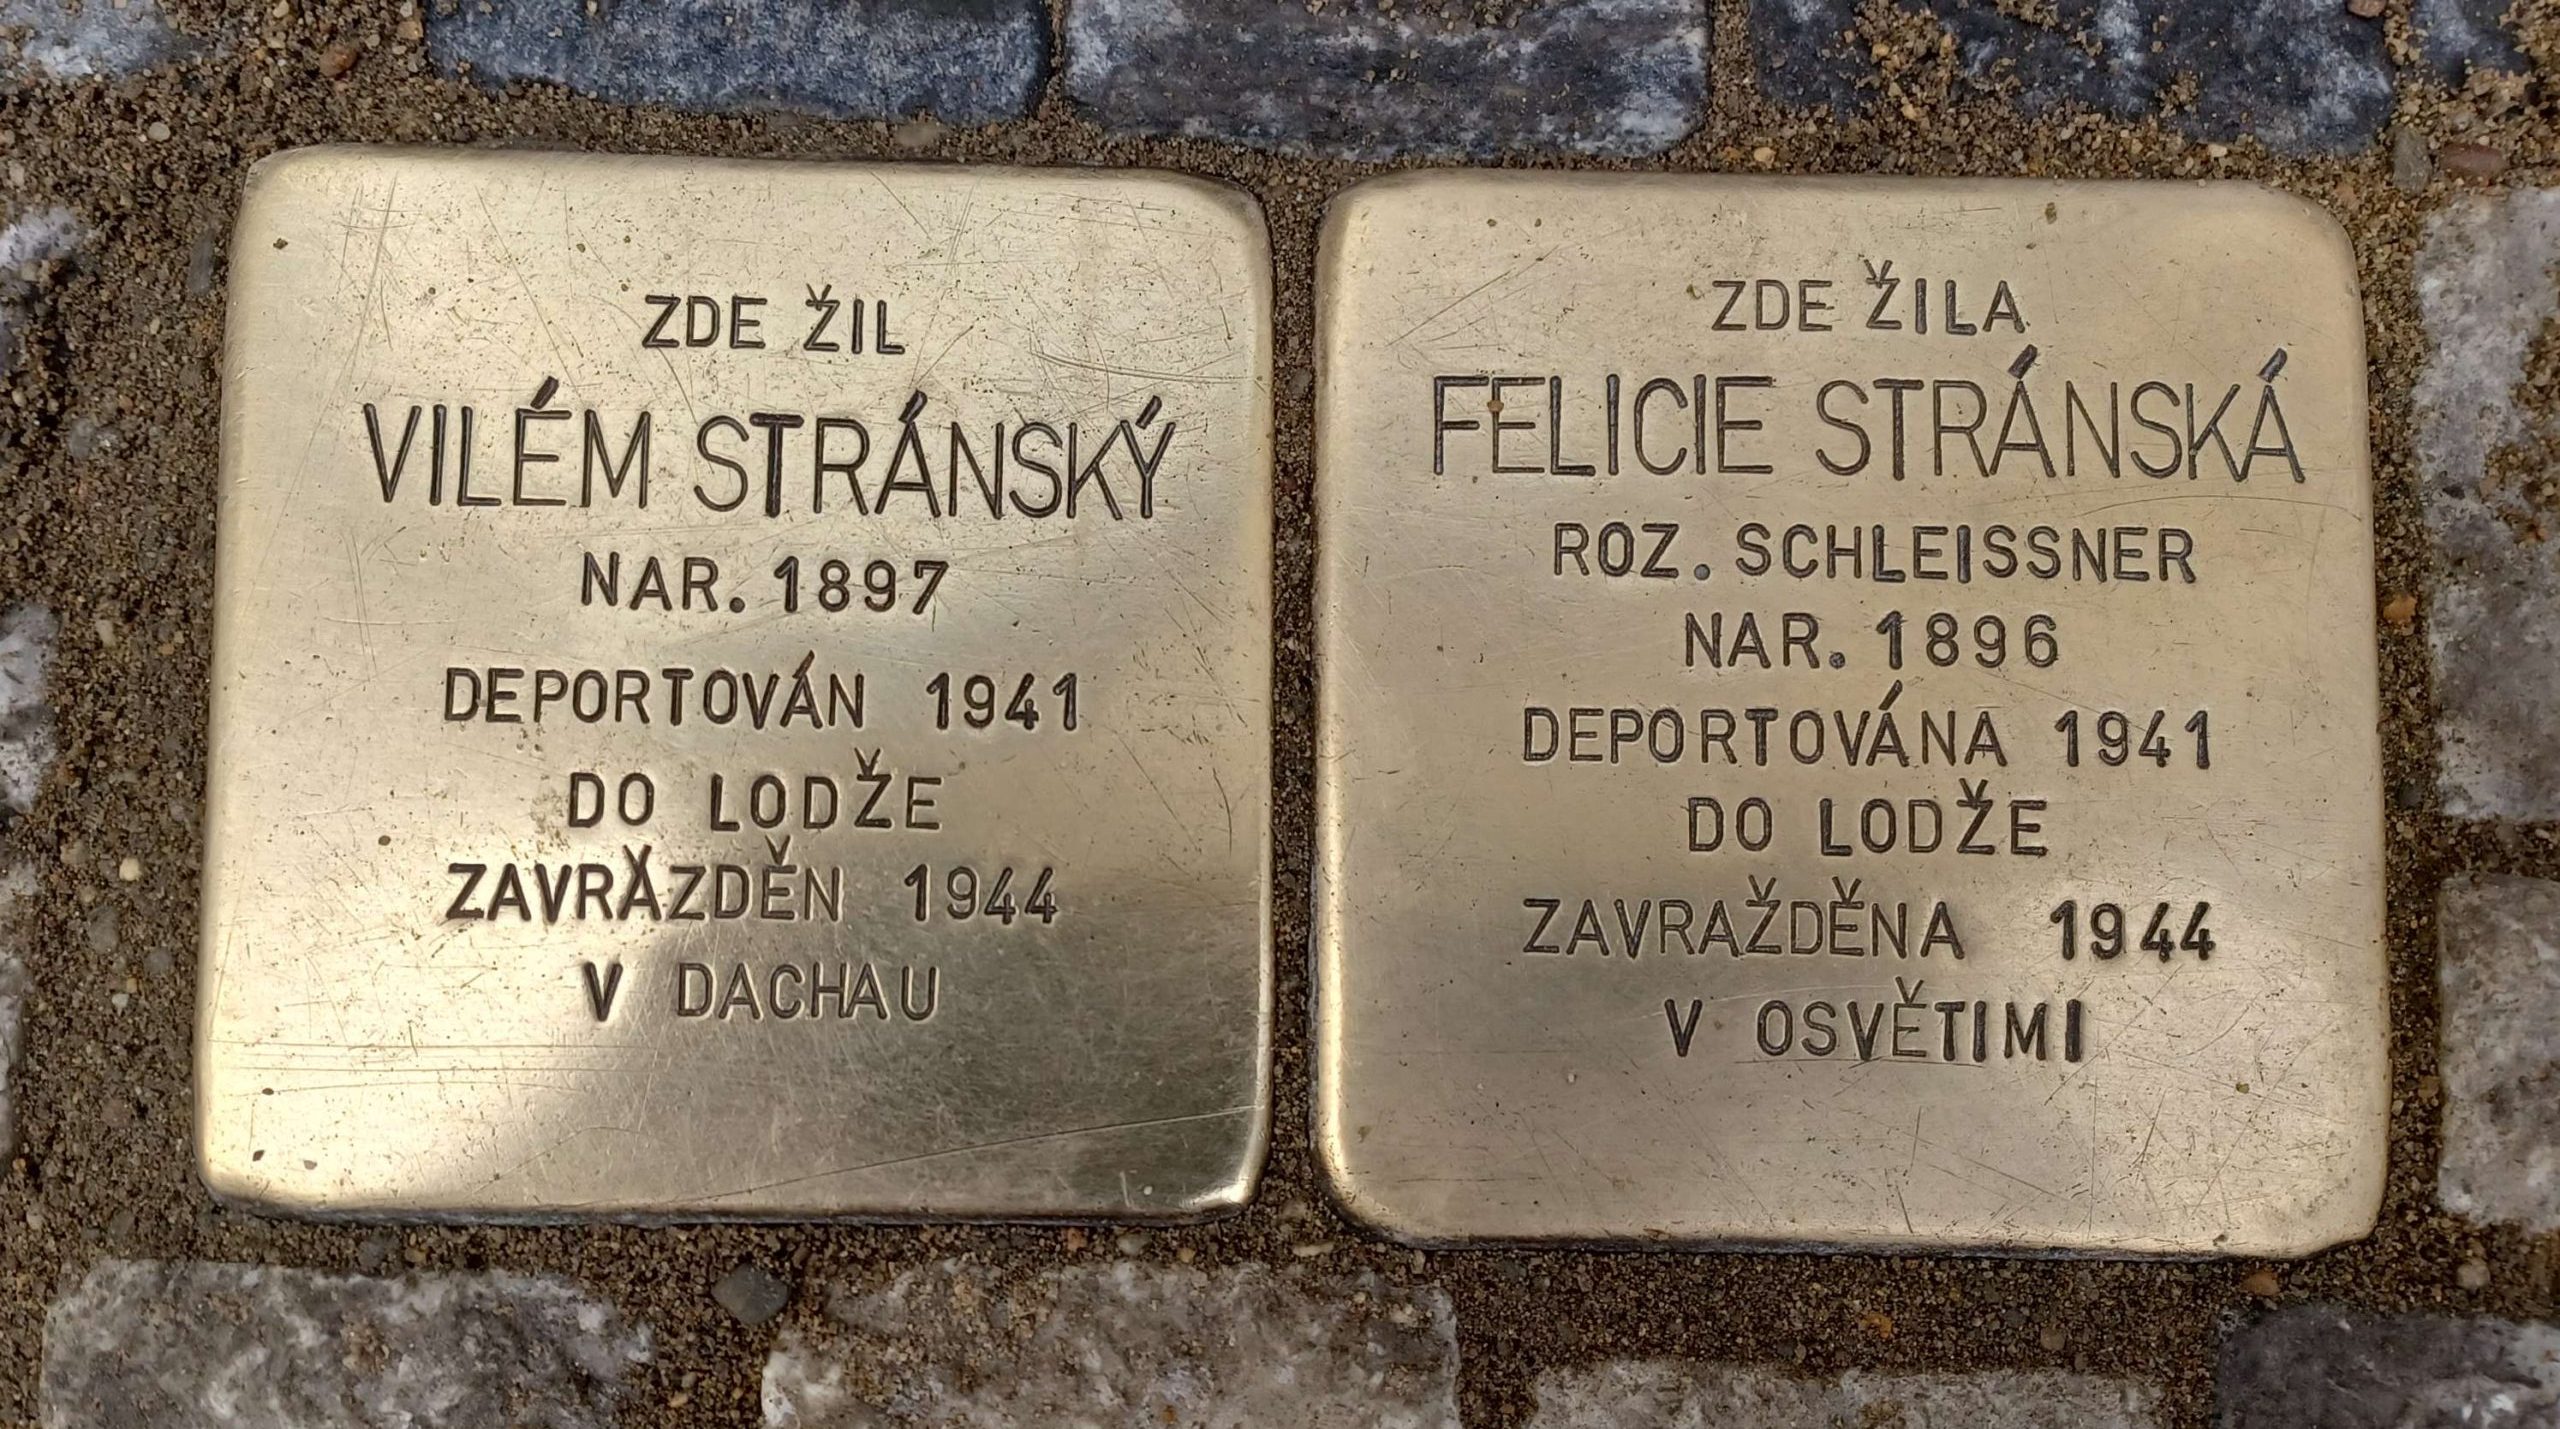 ZDE ŽIL
VILÉM STRÁNSKÝ
NAR. 1897
DEPORTOVÁN 1941
DO LODŽE
ZAVRǍZDĚN 1944
V DACHAU
ZDE ŽILA
FELICIE STRÁNSKÁ
ROZ. SCHLEISSNER
NAR. 1896
DEPORTOVÁNA 1941
DO LODŽE
ZAVRAŽDĚNA 1944
V OSVĚTIMI